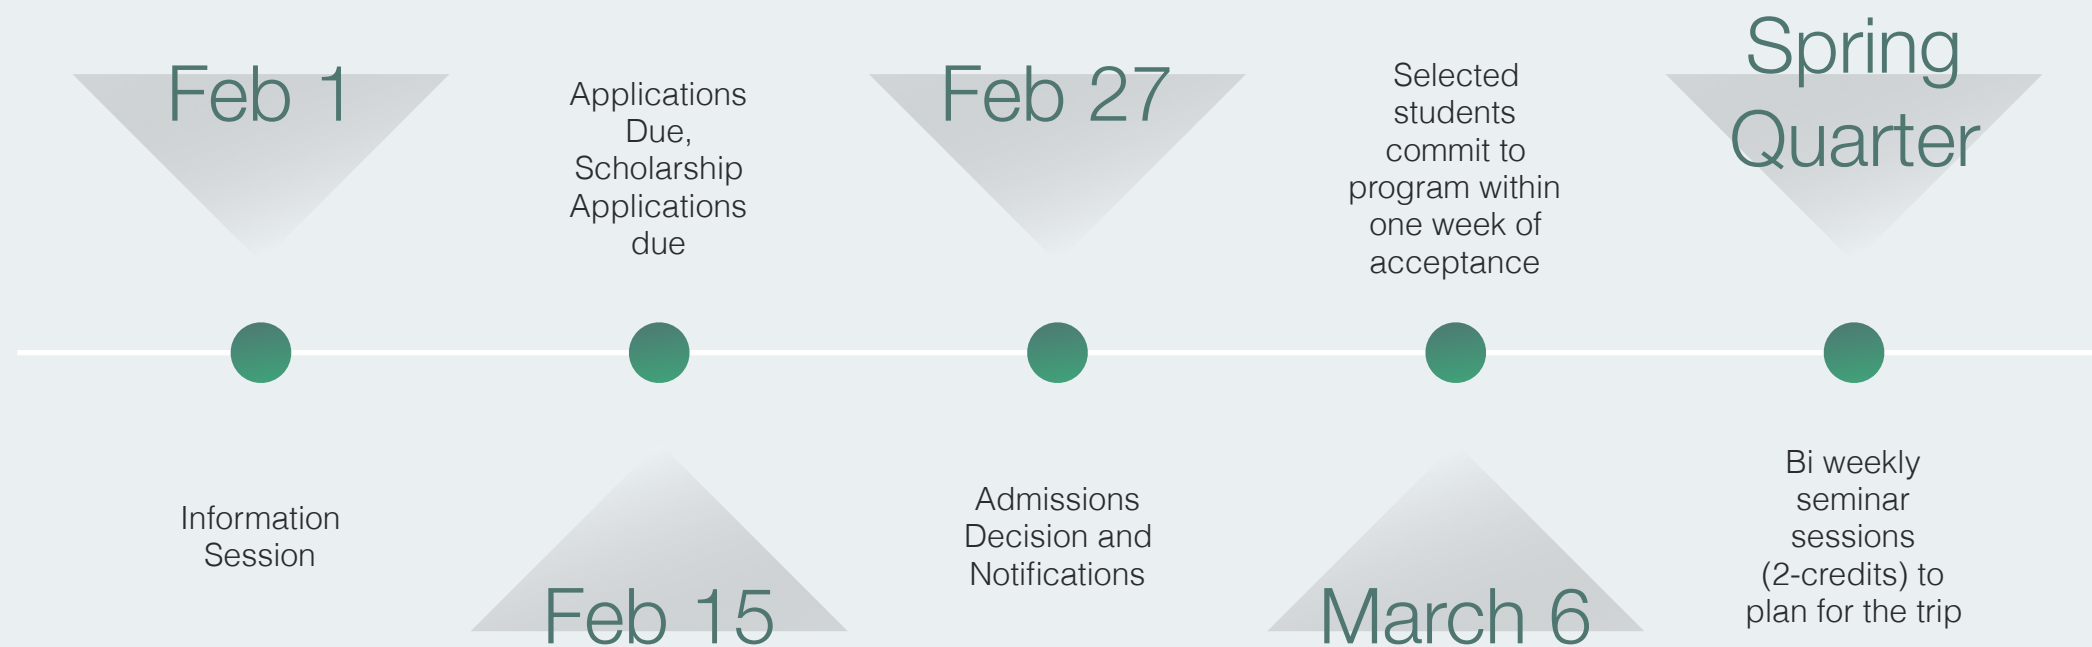 Feb 1
Information
Session
Applications
Due,
Scholarship
Applications
due
Feb 15
Feb 27
Admissions
Decision and
Notifications
Selected
students
commit to
program within
one week of
acceptance
March 6
Spring
Quarter
Bi weekly
seminar
sessions
(2-credits) to
plan for the trip